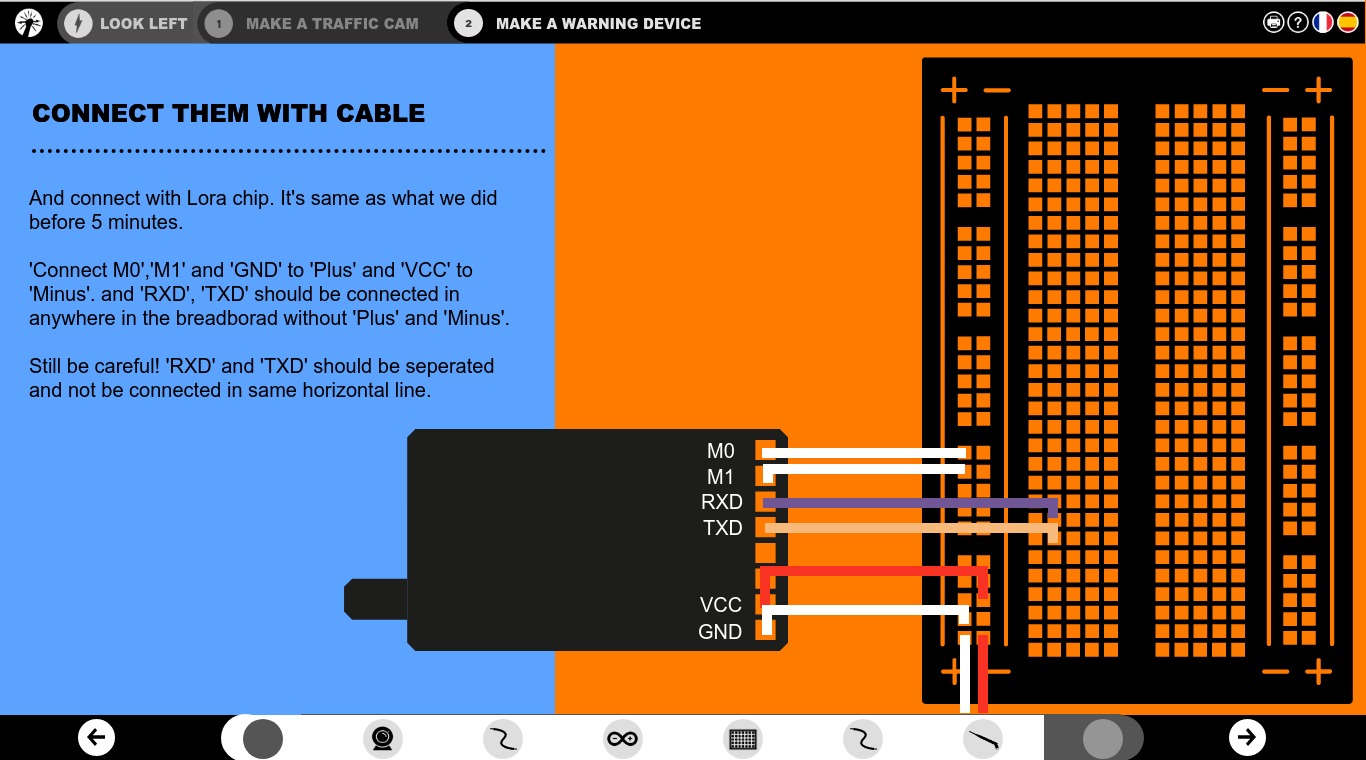 LOOK LEFT
1
MAKE A TRAFFIC CAM
2
MAKE A WARNING DEVICE
?
CONNECT THEM WITH CABLE
And connect with Lora chip. It's same as what we did
before 5 minutes.
'Connect M0','M1' and 'GND' to 'Plus' and 'VCC' to
'Minus'. and 'RXD', 'TXD' should be connected in
anywhere in the breadborad without 'Plus' and 'Minus'.
Still be careful! 'RXD' and 'TXD' should be seperated
and not be connected in same horizontal line.
M0
M1
RXD
TXD
VCC
GND